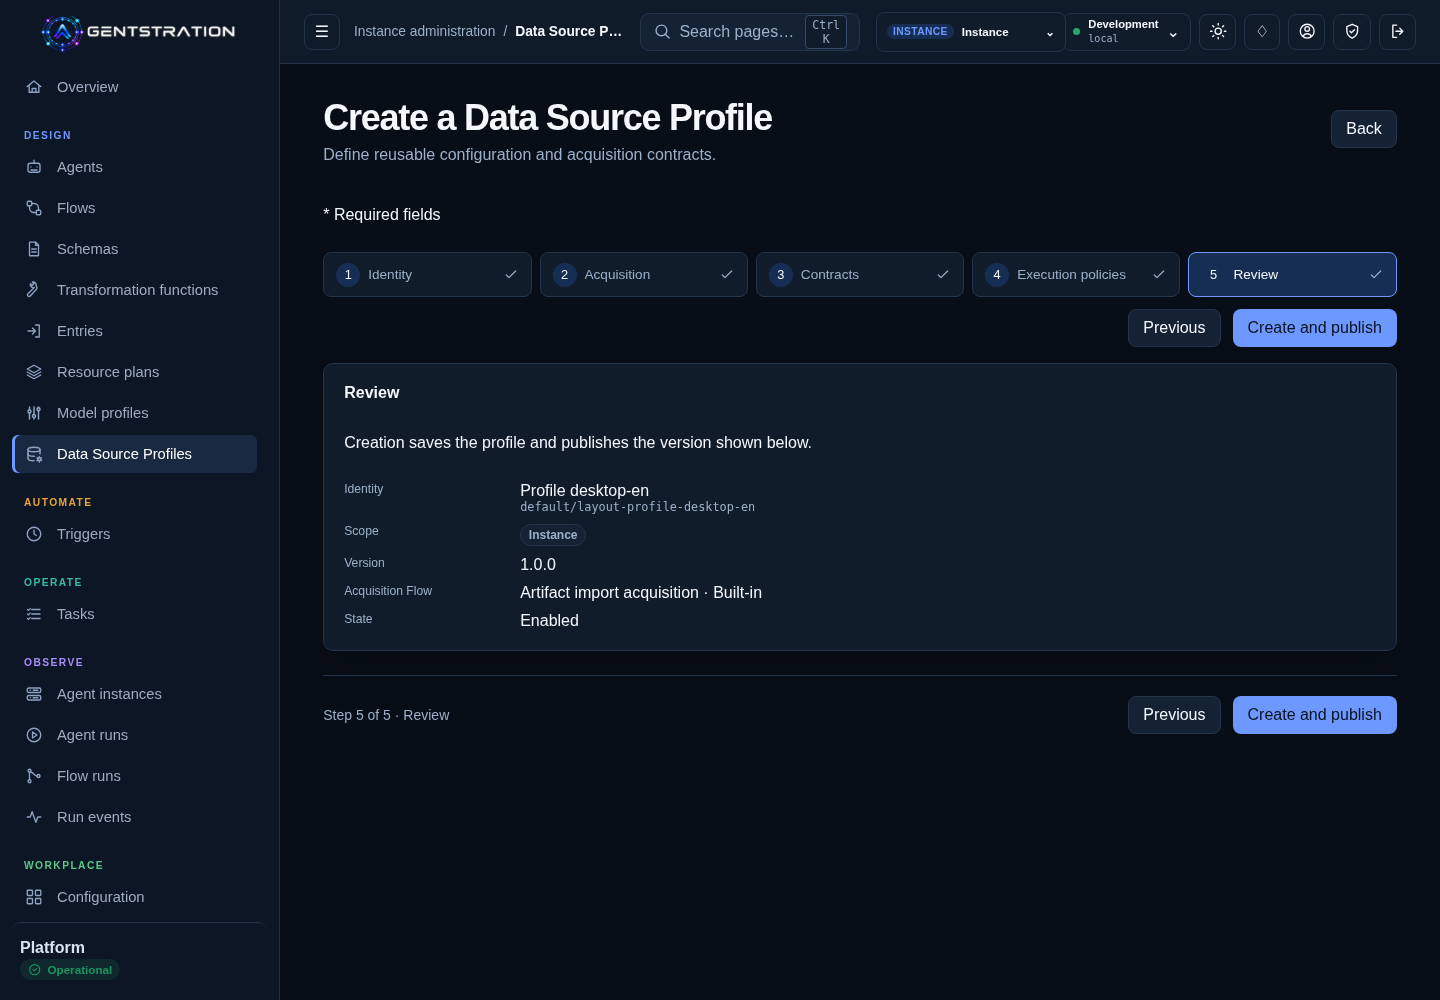 GENTSTRATION
☰
Instance administration / Data Source P…
Search pages…
Ctrl K
INSTANCE Instance
Development
local
Overview
DESIGN
Agents
Flows
Schemas
Transformation functions
Entries
Resource plans
Model profiles
Data Source Profiles
AUTOMATE
Triggers
OPERATE
Tasks
OBSERVE
Agent instances
Agent runs
Flow runs
Run events
WORKPLACE
Configuration
Platform
Operational
Create a Data Source Profile
Define reusable configuration and acquisition contracts.
Back
* Required fields
1 Identity
2 Acquisition
3 Contracts
4 Execution policies
5 Review
Previous
Create and publish
Review
Creation saves the profile and publishes the version shown below.
Identity
Profile desktop-en
default/layout-profile-desktop-en
Scope
Instance
Version
1.0.0
Acquisition Flow
Artifact import acquisition · Built-in
State
Enabled
Step 5 of 5 · Review
Previous
Create and publish